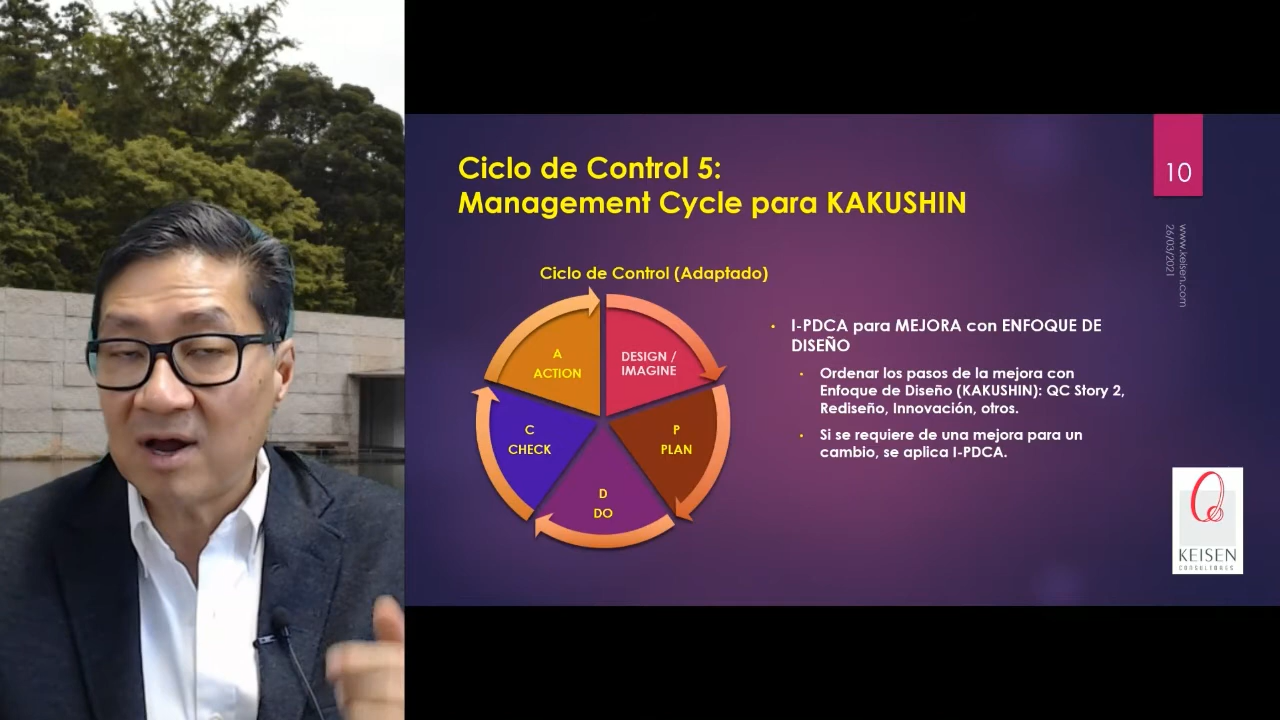 Ciclo de Control 5:
Management Cycle para KAKUSHIN
10
www.keisen.com
26/03/2021
Ciclo de Control (Adaptado)
A
ACTION
DESIGN /
IMAGINE
C
CHECK
P
PLAN
D
DO
• I-PDCA para MEJORA con ENFOQUE DE
DISEÑO
• Ordenar los pasos de la mejora con
Enfoque de Diseño (KAKUSHIN): QC Story 2,
Rediseño, Innovación, otros.
• Si se requiere de una mejora para un
cambio, se aplica I-PDCA.
KEISEN
CONSULTORES